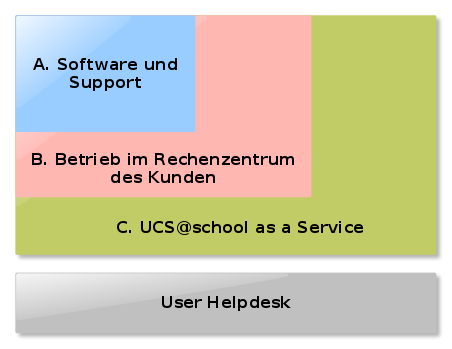 A. Software und
Support
B. Betrieb im Rechenzentrum
des Kunden
C. UCS@school as a Service
User Helpdesk